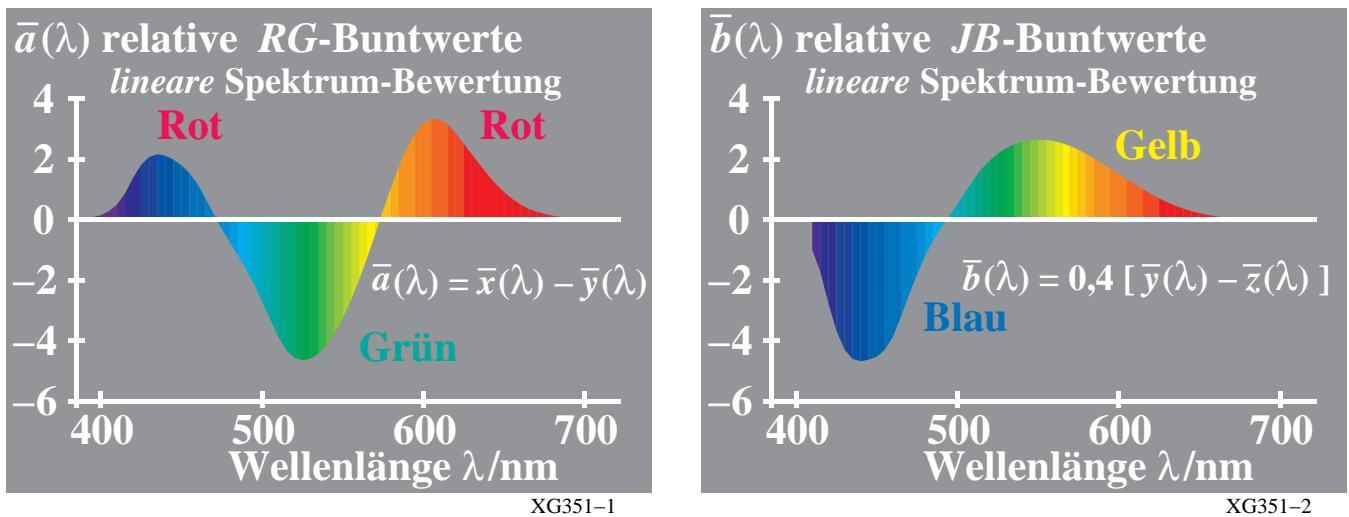 a̅(λ) relative RG-Buntwerte
lineare Spektrum-Bewertung
4
Rot
Rot
2
0
a̅(λ) = x̅(λ) − y̅(λ)
−2
−4
Grün
−6
400
500
600
700
Wellenlänge λ/nm
XG351−1
b̅(λ) relative JB-Buntwerte
lineare Spektrum-Bewertung
4
Gelb
2
0
b̅(λ) = 0,4 [ y̅(λ) − z̅(λ) ]
−2
Blau
−4
−6
400
500
600
700
Wellenlänge λ/nm
XG351−2